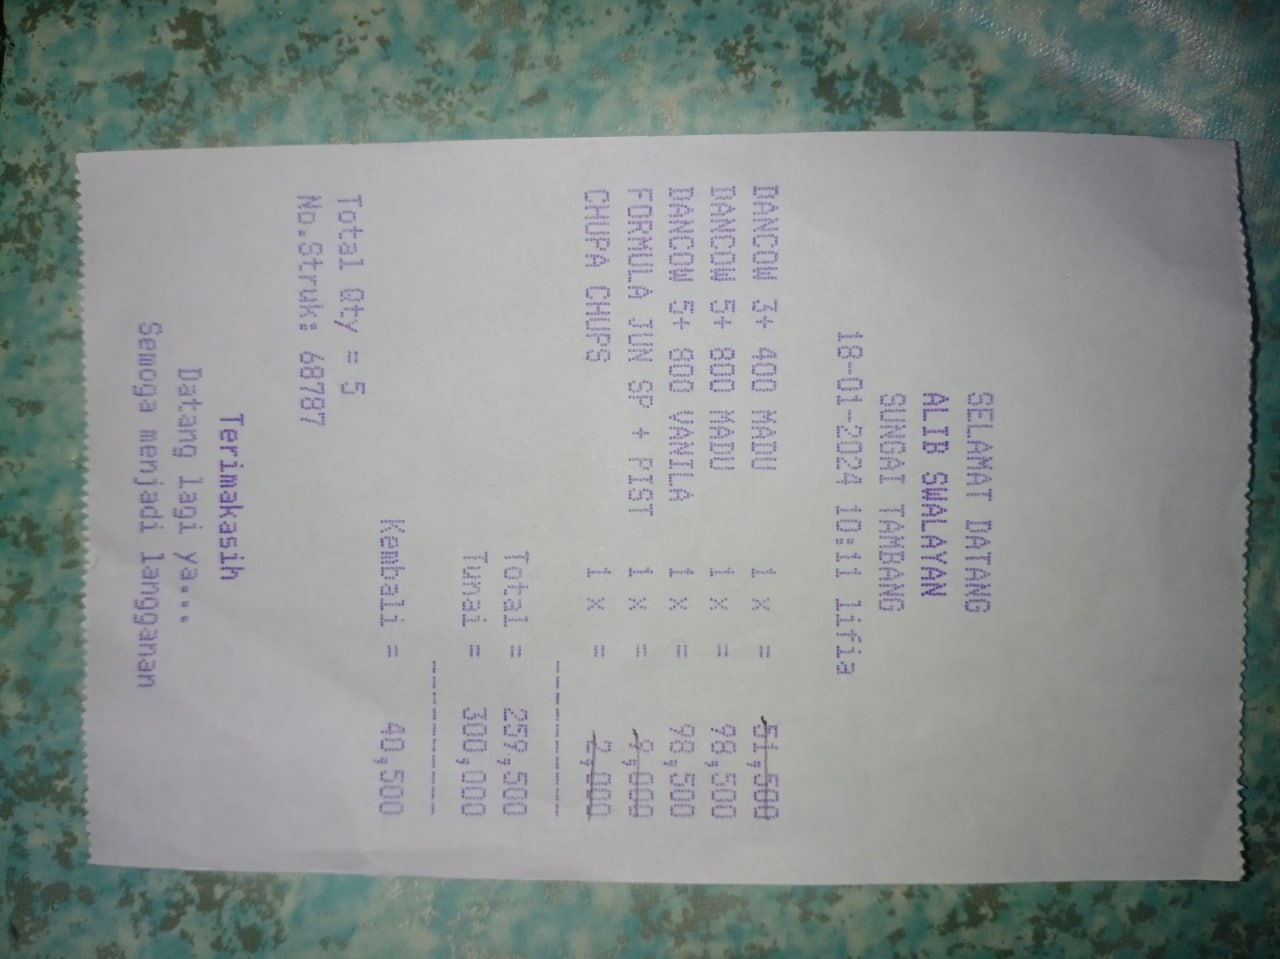 SELAMAT DATANG
ALIB SWALAYAN
SUNGAI TAMBANG
18-01-2024 10:11 lifia
DANCOW 3+ 400 MADU 1 x = 51,500
DANCOW 5+ 800 MADU 1 x = 98,500
DANCOW 5+ 800 VANILA 1 x = 98,500
FORMULA JUN SP + PIST 1 x = 9,000
CHUPA CHUPS 1 x = 2,000
----------
Total = 259,500
Tunai = 300,000
----------
Kembali = 40,500
Total Qty = 5
No.Struk: 68787
Terimakasih
Datang lagi ya...
Semoga menjadi langganan